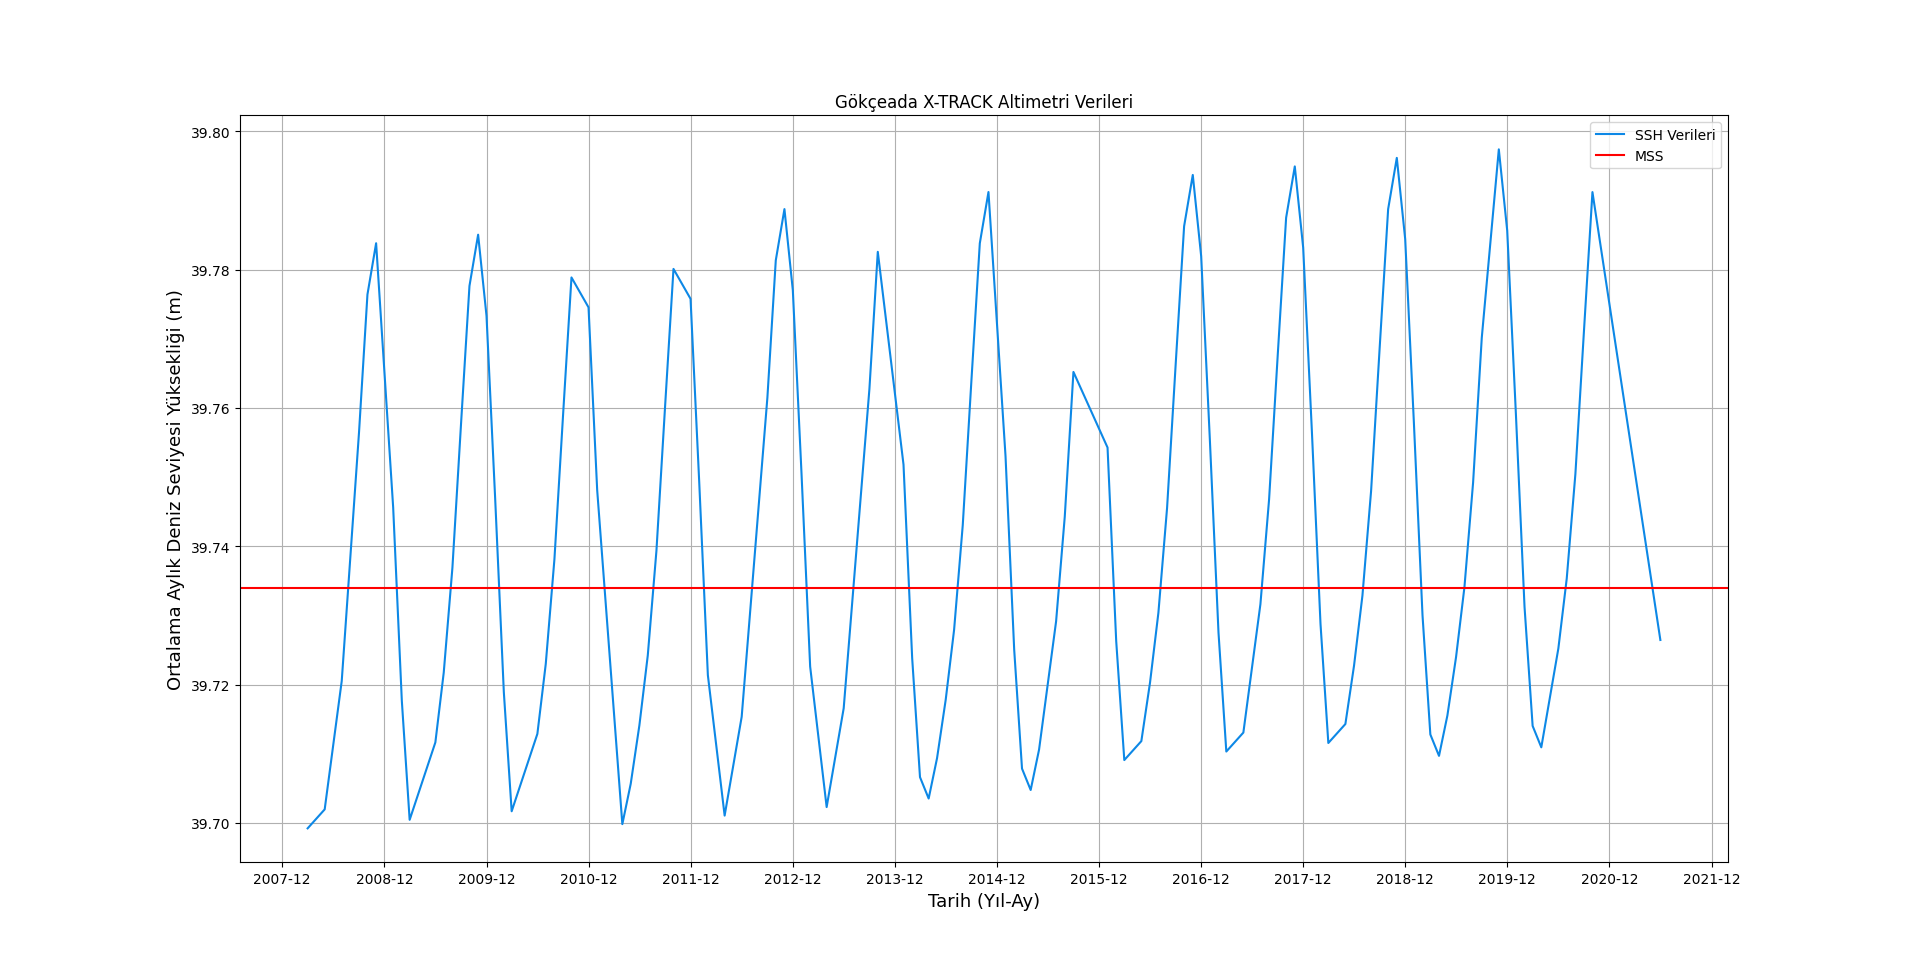 Gökçeada X-TRACK Altimetri Verileri
SSH Verileri
MSS
Ortalama Aylık Deniz Seviyesi Yüksekliği (m)
39.80
39.78
39.76
39.74
39.72
39.70
2007-12 2008-12 2009-12 2010-12 2011-12 2012-12 2013-12 2014-12 2015-12 2016-12 2017-12 2018-12 2019-12 2020-12 2021-12
Tarih (Yıl-Ay)